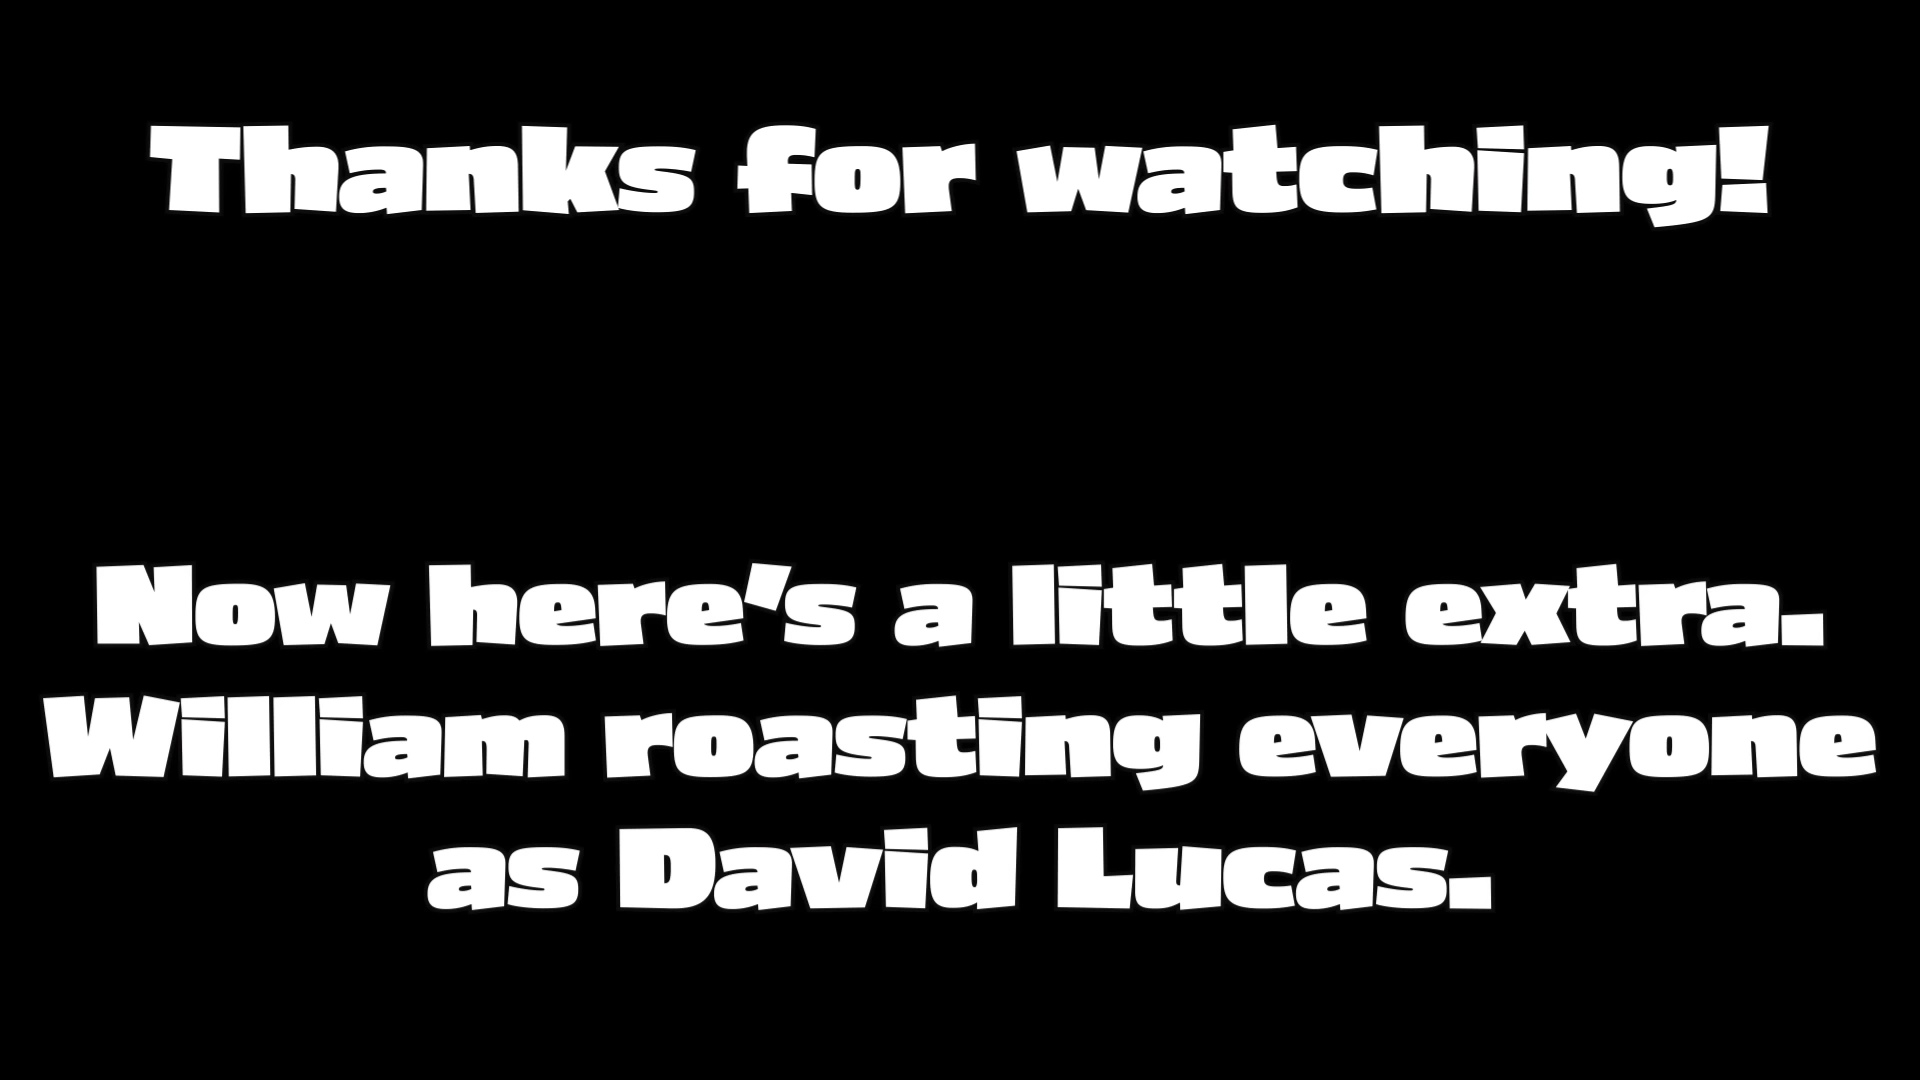 Thanks for watching!
Now here's a little extra.
William roasting everyone
as David Lucas.